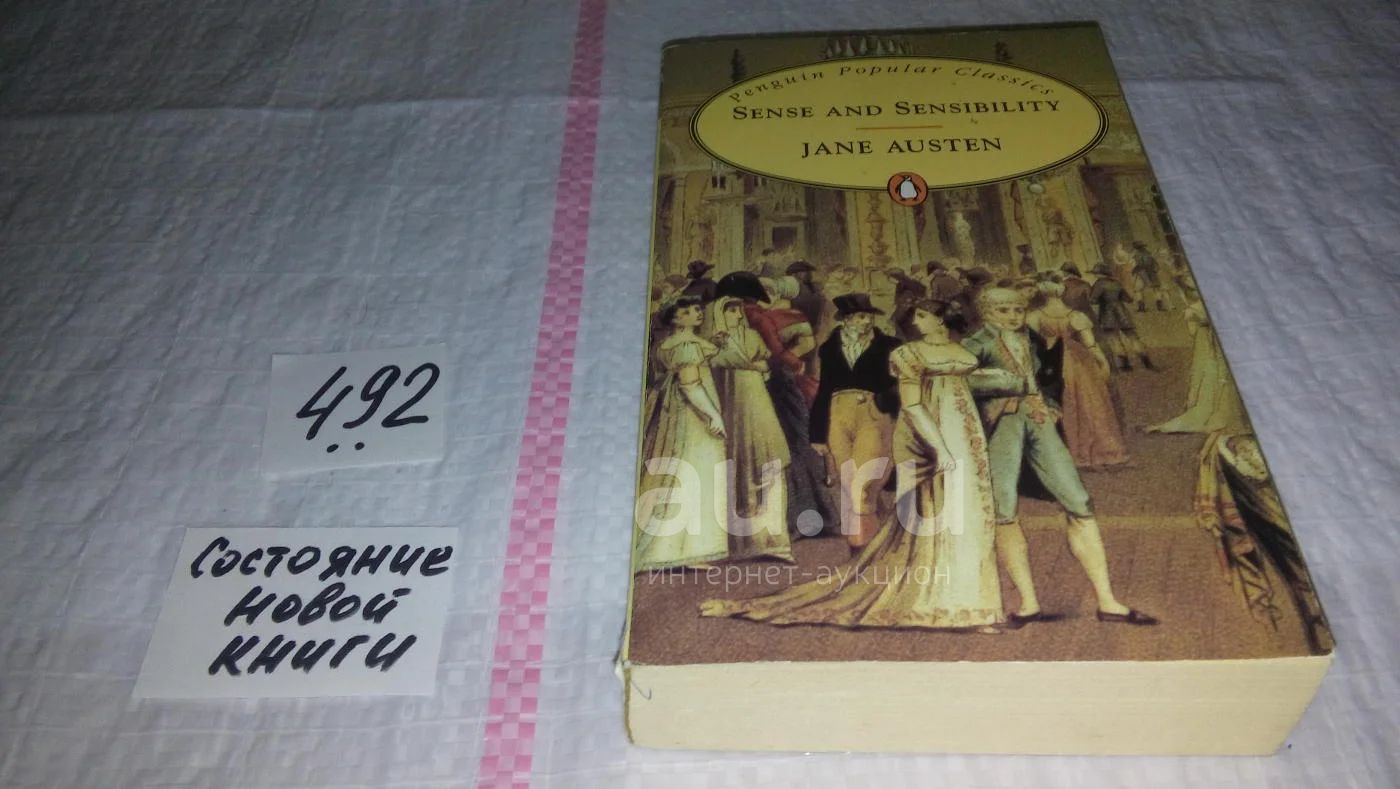 Penguin Popular Classics
SENSE AND SENSIBILITY
JANE AUSTEN
492
Состояние
новой
книги
au.ru
интернет-аукцион